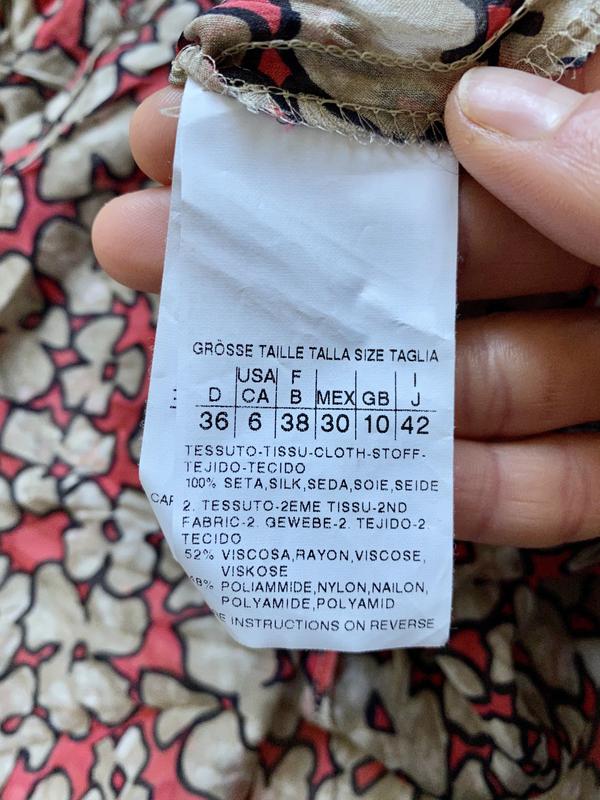 GRÖSSE TAILLE TALLA SIZE TAGLIA
USA F I
D CA B MEX GB J
36 6 38 30 10 42
TESSUTO-TISSU-CLOTH-STOFF-
TEJIDO-TECIDO
100% SETA,SILK,SEDA,SOIE,SEIDE
2. TESSUTO-2EME TISSU-2ND
FABRIC-2. GEWEBE-2. TEJIDO-2.
TECIDO
52% VISCOSA,RAYON,VISCOSE,
VISKOSE
48% POLIAMMIDE,NYLON,NAILON,
POLYAMIDE,POLYAMID
INSTRUCTIONS ON REVERSE